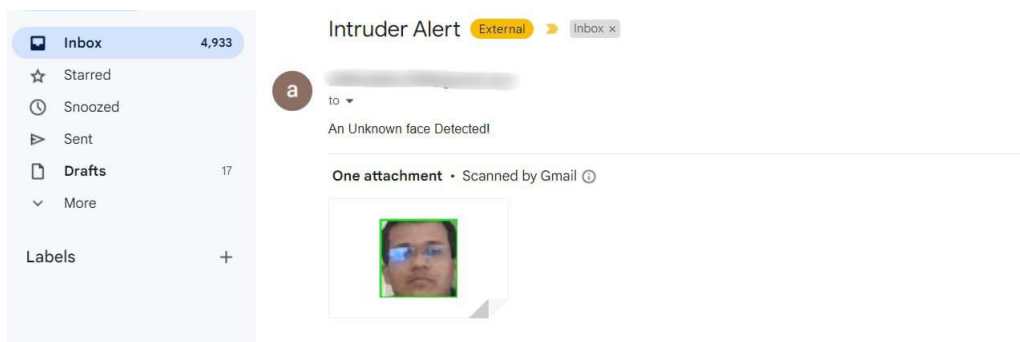 Inbox 4,933
Starred
Snoozed
Sent
Drafts 17
More
Labels
Intruder Alert External Inbox ×
a
to
An Unknown face Detected!
One attachment • Scanned by Gmail